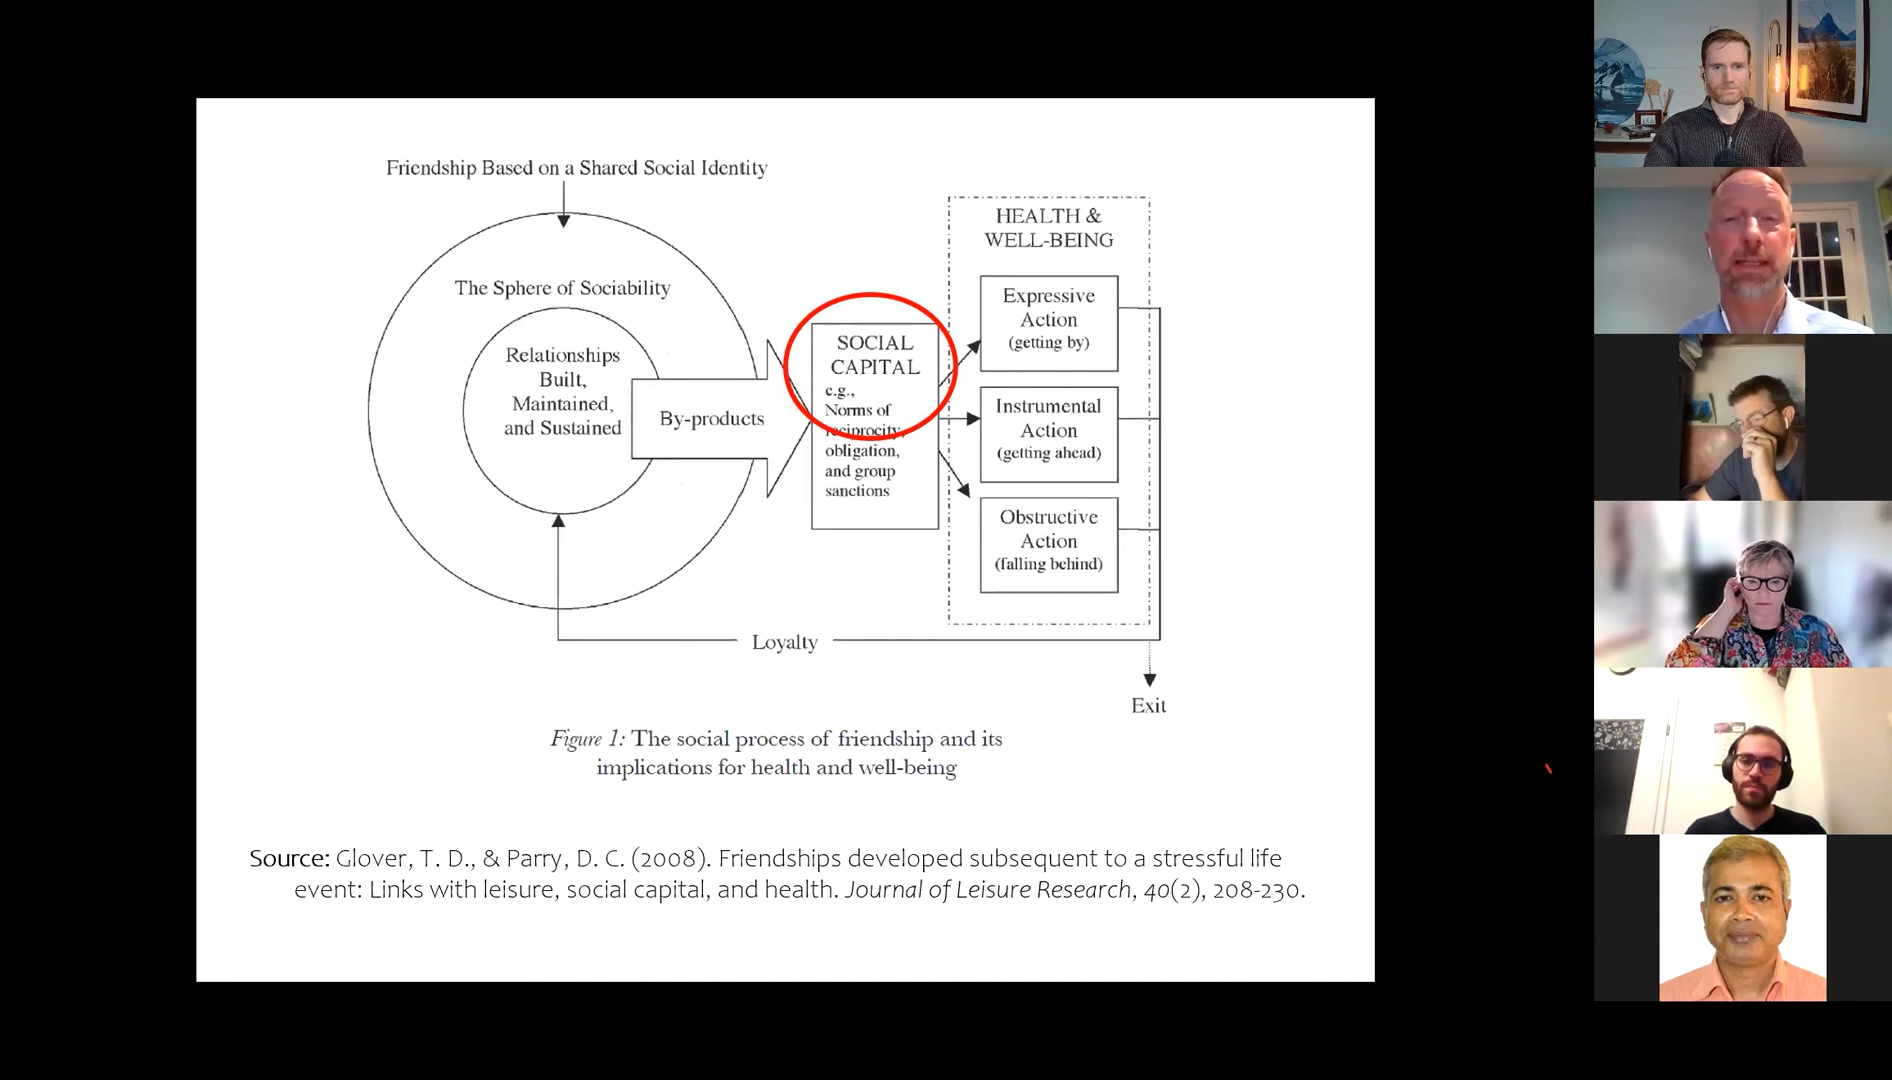 Friendship Based on a Shared Social Identity
The Sphere of Sociability
Relationships
Built,
Maintained,
and Sustained
By-products
SOCIAL
CAPITAL
e.g.,
Norms of
reciprocity,
obligation,
and group
sanctions
HEALTH &
WELL-BEING
Expressive
Action
(getting by)
Instrumental
Action
(getting ahead)
Obstructive
Action
(falling behind)
Loyalty
Exit
Figure 1: The social process of friendship and its
implications for health and well-being
Source: Glover, T. D., & Parry, D. C. (2008). Friendships developed subsequent to a stressful life
event: Links with leisure, social capital, and health. Journal of Leisure Research, 40(2), 208-230.